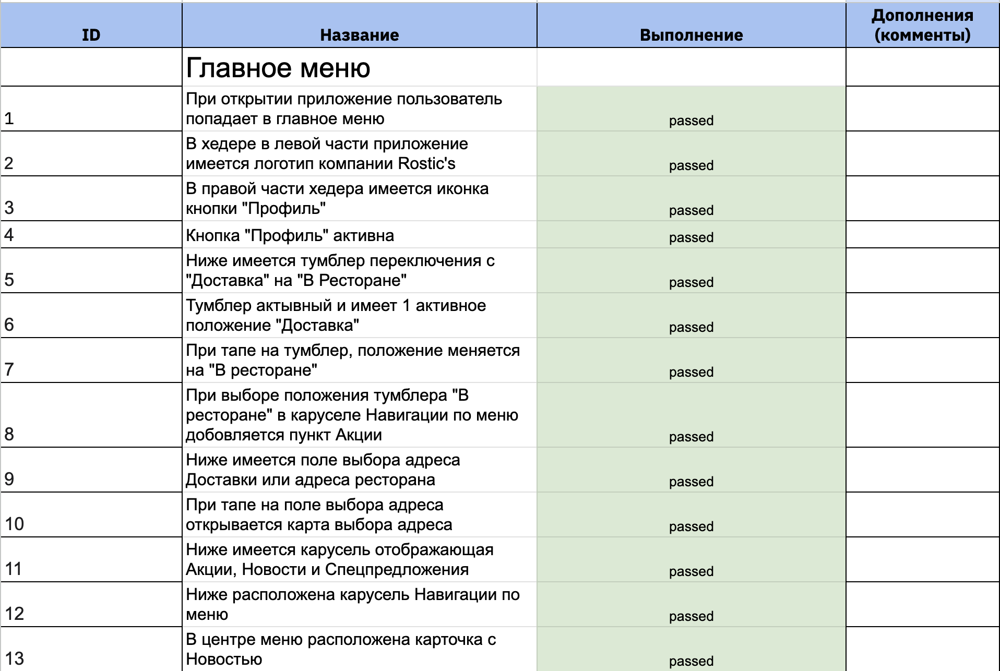 ID Название Выполнение Дополнения
(комменты)
Главное меню
При открытии приложение пользователь
1 попадает в главное меню passed
В хедере в левой части приложение
2 имеется логотип компании Rostic's passed
В правой части хедера имеется иконка
3 кнопки "Профиль" passed
4 Кнопка "Профиль" активна passed
Ниже имеется тумблер переключения с
5 "Доставка" на "В Ресторане" passed
Тумблер актывный и имеет 1 активное
6 положение "Доставка" passed
При тапе на тумблер, положение меняется
7 на "В ресторане" passed
При выборе положения тумблера "В
ресторане" в каруселе Навигации по меню
8 добовляется пункт Акции passed
Ниже имеется поле выбора адреса
9 Доставки или адреса ресторана passed
При тапе на поле выбора адреса
10 открывается карта выбора адреса passed
Ниже имеется карусель отображающая
11 Акции, Новости и Спецпредложения passed
Ниже расположена карусель Навигации по
12 меню passed
В центре меню расположена карточка с
13 Новостью passed